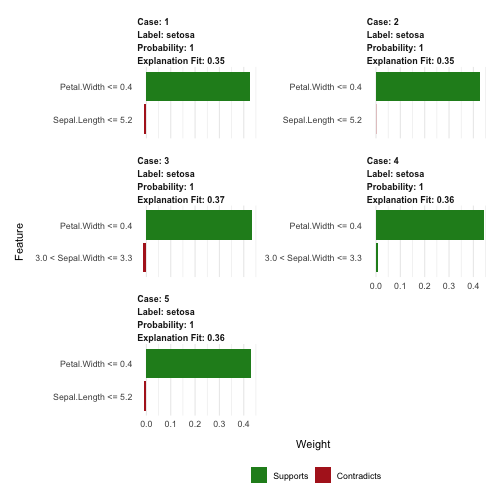 Case: 1
Label: setosa
Probability: 1
Explanation Fit: 0.35
Petal.Width <= 0.4
Sepal.Length <= 5.2
Case: 2
Label: setosa
Probability: 1
Explanation Fit: 0.35
Petal.Width <= 0.4
Sepal.Length <= 5.2
Case: 3
Label: setosa
Probability: 1
Explanation Fit: 0.37
Petal.Width <= 0.4
3.0 < Sepal.Width <= 3.3
Case: 4
Label: setosa
Probability: 1
Explanation Fit: 0.36
Petal.Width <= 0.4
3.0 < Sepal.Width <= 3.3
0.0 0.1 0.2 0.3 0.4
Case: 5
Label: setosa
Probability: 1
Explanation Fit: 0.36
Petal.Width <= 0.4
Sepal.Length <= 5.2
0.0 0.1 0.2 0.3 0.4
Feature
Weight
Supports Contradicts